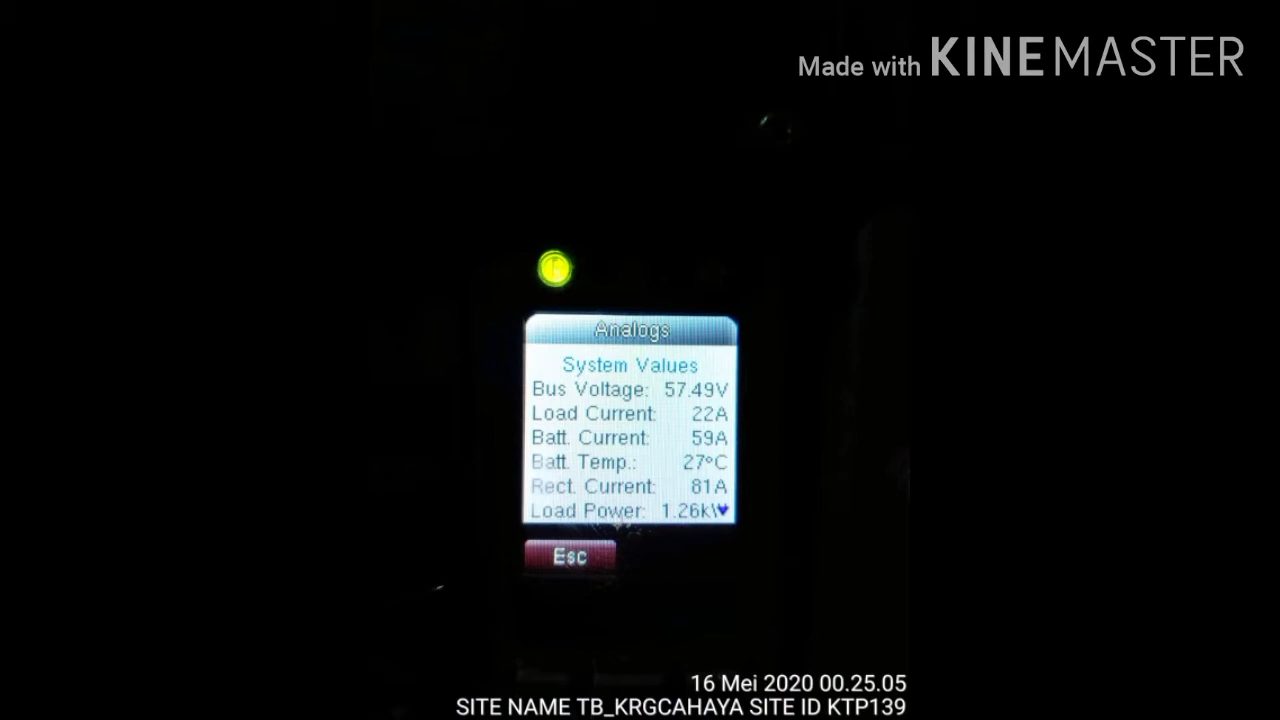 Made with KINEMASTER
Analogs
System Values
Bus Voltage: 57.49V
Load Current: 22A
Batt. Current: 59A
Batt. Temp.: 27°C
Rect. Current: 81A
Load Power: 1.26k
Esc
16 Mei 2020 00.25.05
SITE NAME TB_KRGCAHAYA SITE ID KTP139